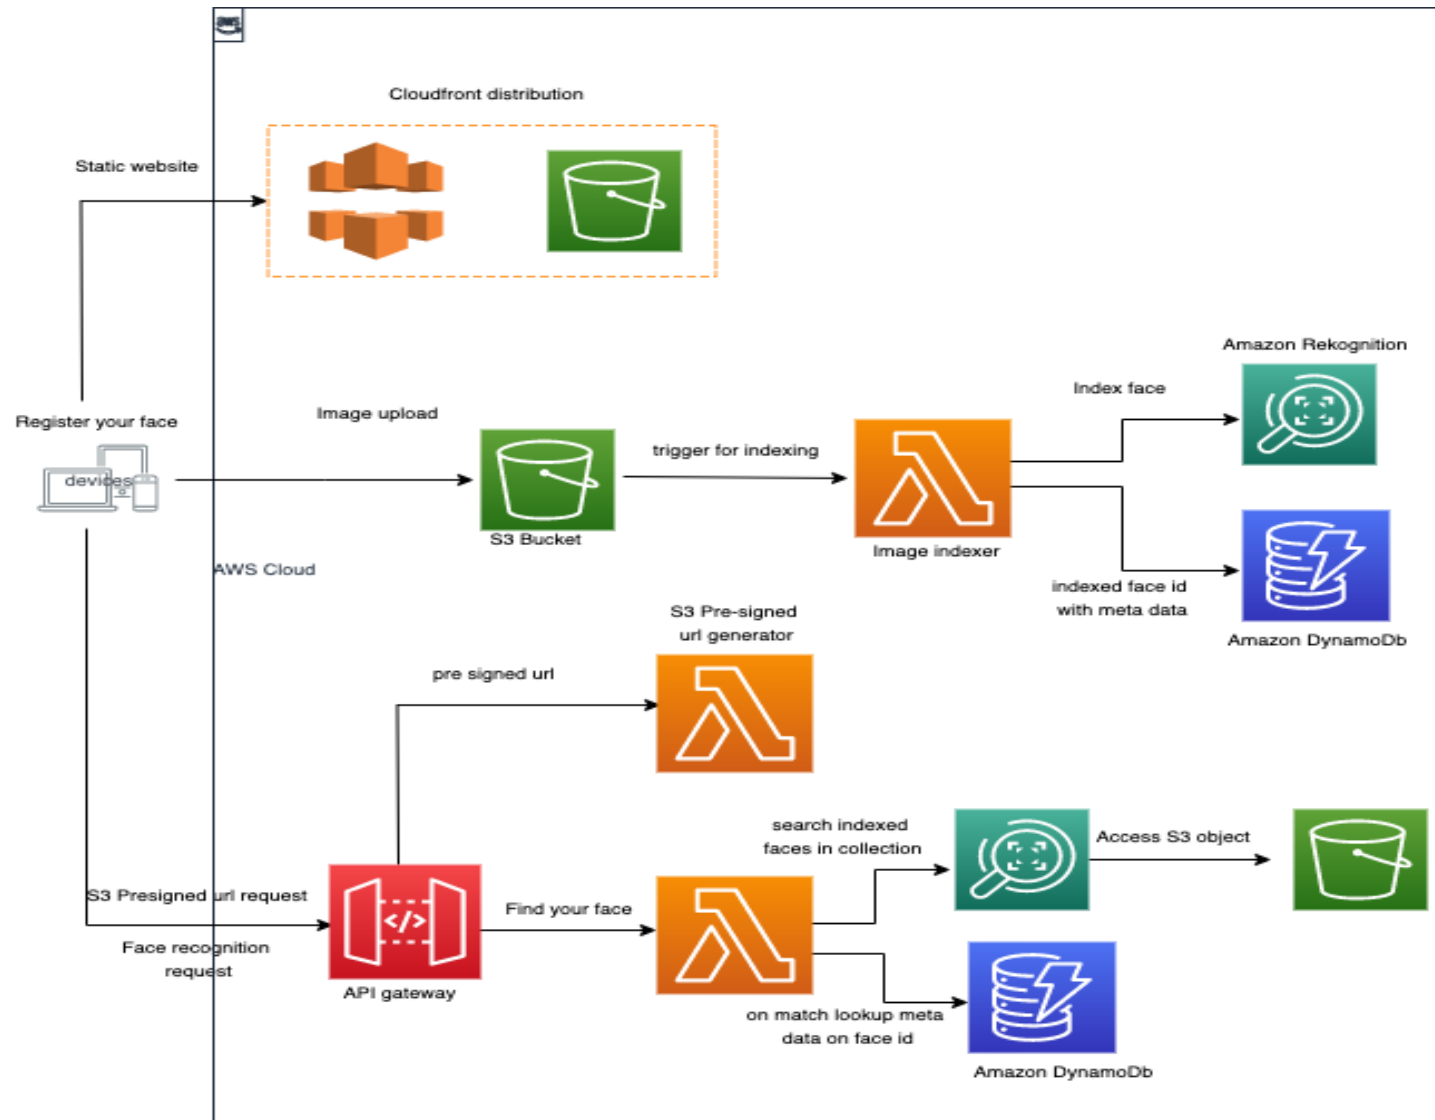 aws
Cloudfront distribution
Static website
Amazon Rekognition
Index face
Register your face
Image upload
trigger for indexing
devices
S3 Bucket
Image indexer
AWS Cloud
indexed face id
with meta data
S3 Pre-signed
url generator
Amazon DynamoDb
pre signed url
search indexed
faces in collection
Access S3 object
S3 Presigned url request
Find your face
</>
Face recognition
request
API gateway
on match lookup meta
data on face id
Amazon DynamoDb